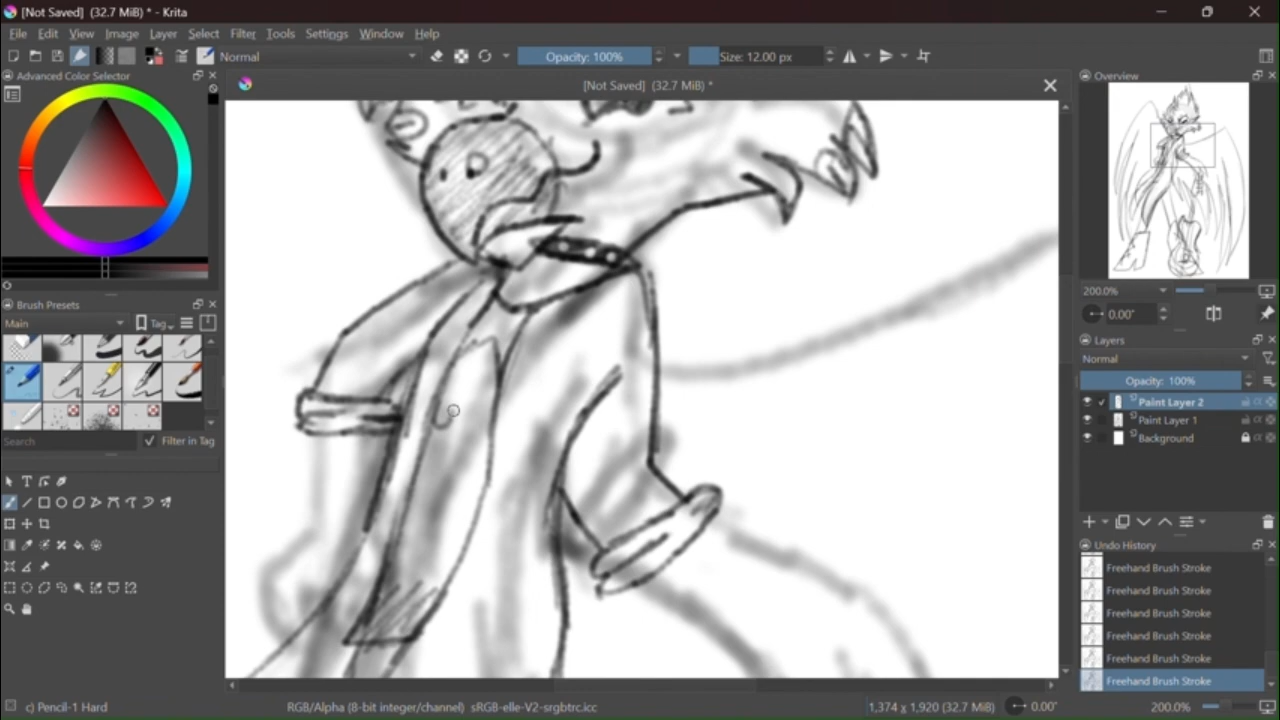 [Not Saved] (32.7 MiB) * - Krita
File Edit View Image Layer Select Filter Tools Settings Window Help
Normal
Opacity: 100%
Size: 12.00 px
Advanced Color Selector
[Not Saved] (32.7 MiB) *
Overview
200.0%
0.00°
Brush Presets
Main
Tag
Search
Filter in Tag
Layers
Normal
Opacity: 100%
Paint Layer 2
Paint Layer 1
Background
Undo History
Freehand Brush Stroke
Freehand Brush Stroke
Freehand Brush Stroke
Freehand Brush Stroke
Freehand Brush Stroke
Freehand Brush Stroke
c) Pencil-1 Hard
RGB/Alpha (8-bit integer/channel) sRGB-elle-V2-srgbtrc.icc
1,374 x 1,920 (32.7 MiB)
0.00°
200.0%